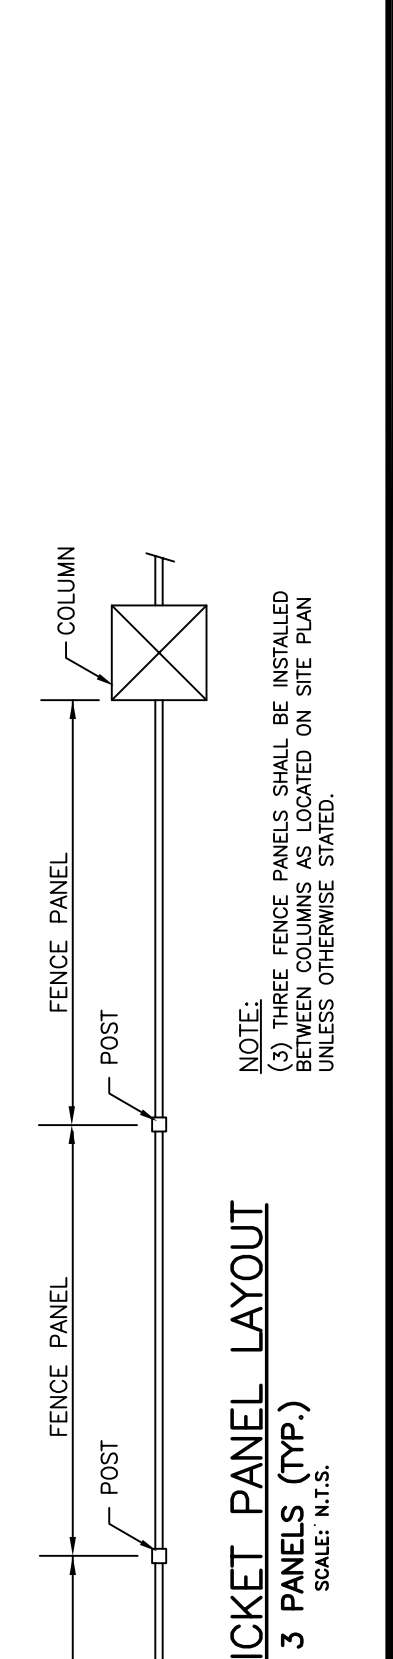 COLUMN
FENCE PANEL
POST
FENCE PANEL
POST
ICKET PANEL LAYOUT
3 PANELS (TYP.)
SCALE: N.T.S.
NOTE:
(3) THREE FENCE PANELS SHALL BE INSTALLED
BETWEEN COLUMNS AS LOCATED ON SITE PLAN
UNLESS OTHERWISE STATED.